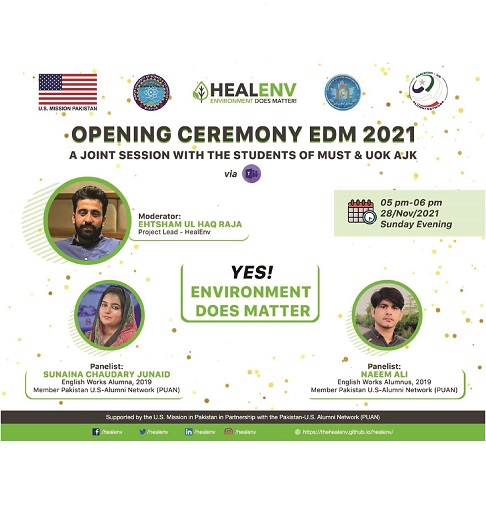 U.S. MISSION PAKISTAN
HEALENV
ENVIRONMENT DOES MATTER!
OPENING CEREMONY EDM 2021
A JOINT SESSION WITH THE STUDENTS OF MUST & UOK AJK
via
Moderator:
EHTSHAM UL HAQ RAJA
Project Lead - HealEnv
05 pm-06 pm
28/Nov/2021
Sunday Evening
YES!
ENVIRONMENT
DOES MATTER
Panelist:
SUNAINA CHAUDARY JUNAID
English Works Alumna, 2019
Member Pakistan U.S-Alumni Network (PUAN)
Panelist:
NAEEM ALI
English Works Alumnus, 2019
Member Pakistan U.S-Alumni Network (PUAN)
Supported by the U.S. Mission in Pakistan in Partnership with the Pakistan-U.S. Alumni Network (PUAN)
/healenv /healenv /healenv /healenv https://thehealenv.github.io/healenv/